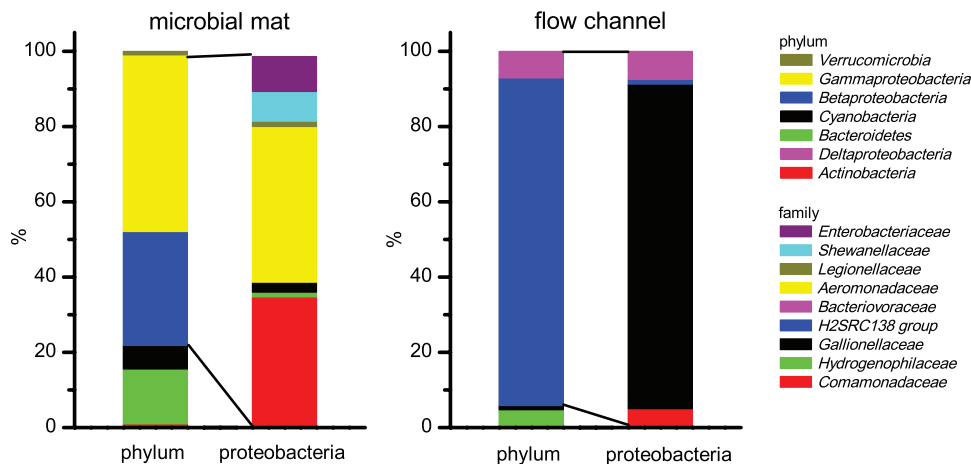 microbial mat
flow channel
100
80
60
40
20
0
%
phylum
proteobacteria
100
80
60
40
20
0
%
phylum
proteobacteria
phylum
Verrucomicrobia
Gammaproteobacteria
Betaproteobacteria
Cyanobacteria
Bacteroidetes
Deltaproteobacteria
Actinobacteria
family
Enterobacteriaceae
Shewanellaceae
Legionellaceae
Aeromonadaceae
Bacteriovoraceae
H2SRC138 group
Gallionellaceae
Hydrogenophilaceae
Comamonadaceae